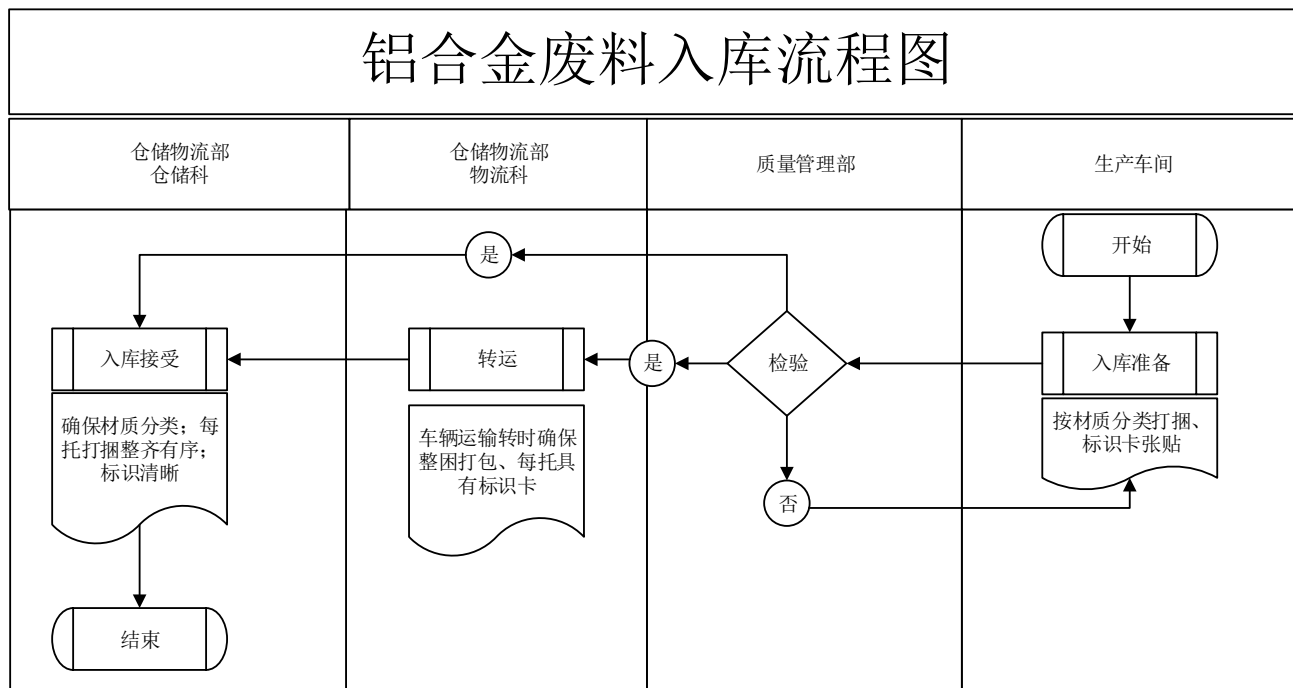 铝合金废料入库流程图
仓储物流部
仓储科
仓储物流部
物流科
质量管理部
生产车间
开始
是
入库接受
转运
是
检验
入库准备
确保材质分类；每
托打捆整齐有序；
标识清晰
车辆运输转时确保
整困打包、每托具
有标识卡
按材质分类打捆、
标识卡张贴
否
结束